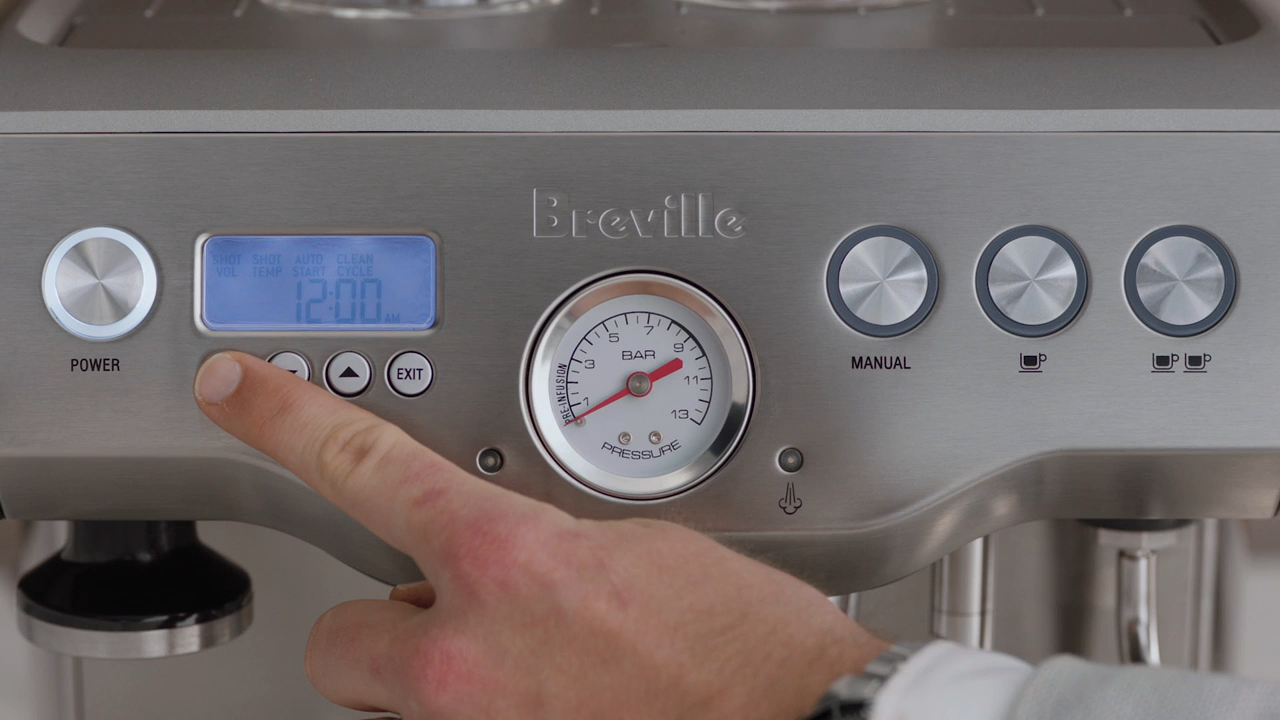 Breville
SHOT SHOT AUTO CLEAN
VOL TEMP START CYCLE
12:00 AM
POWER
EXIT
PRE-INFUSION
1
3
5
7
9
11
13
BAR
PRESSURE
MANUAL